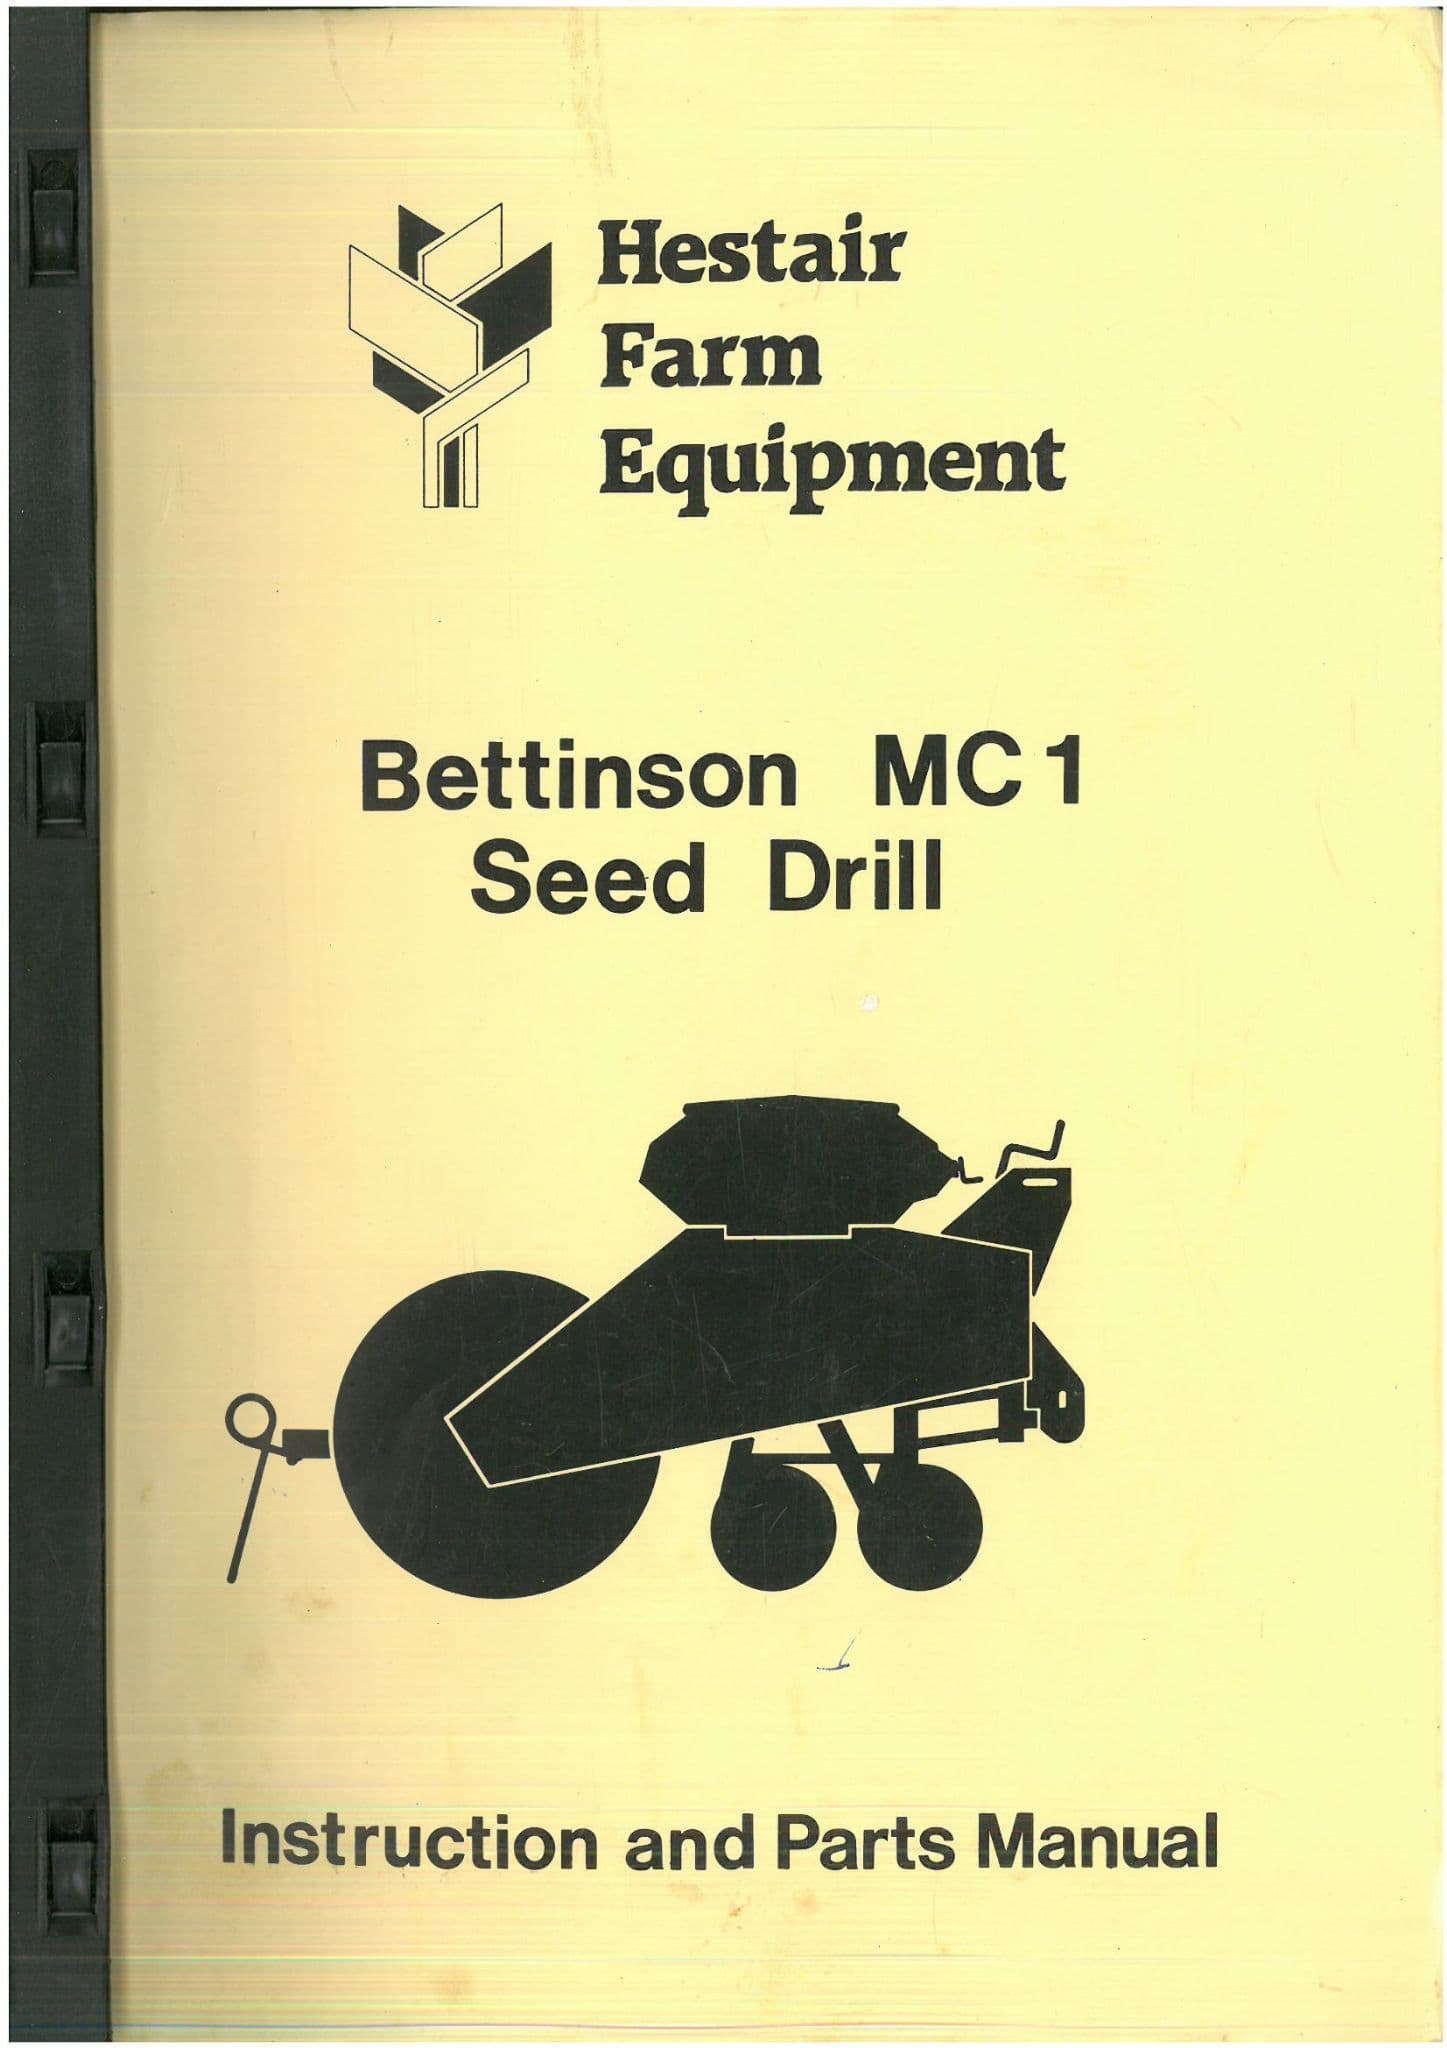 Hestair
Farm
Equipment
Bettinson MC1
Seed Drill
Instruction and Parts Manual